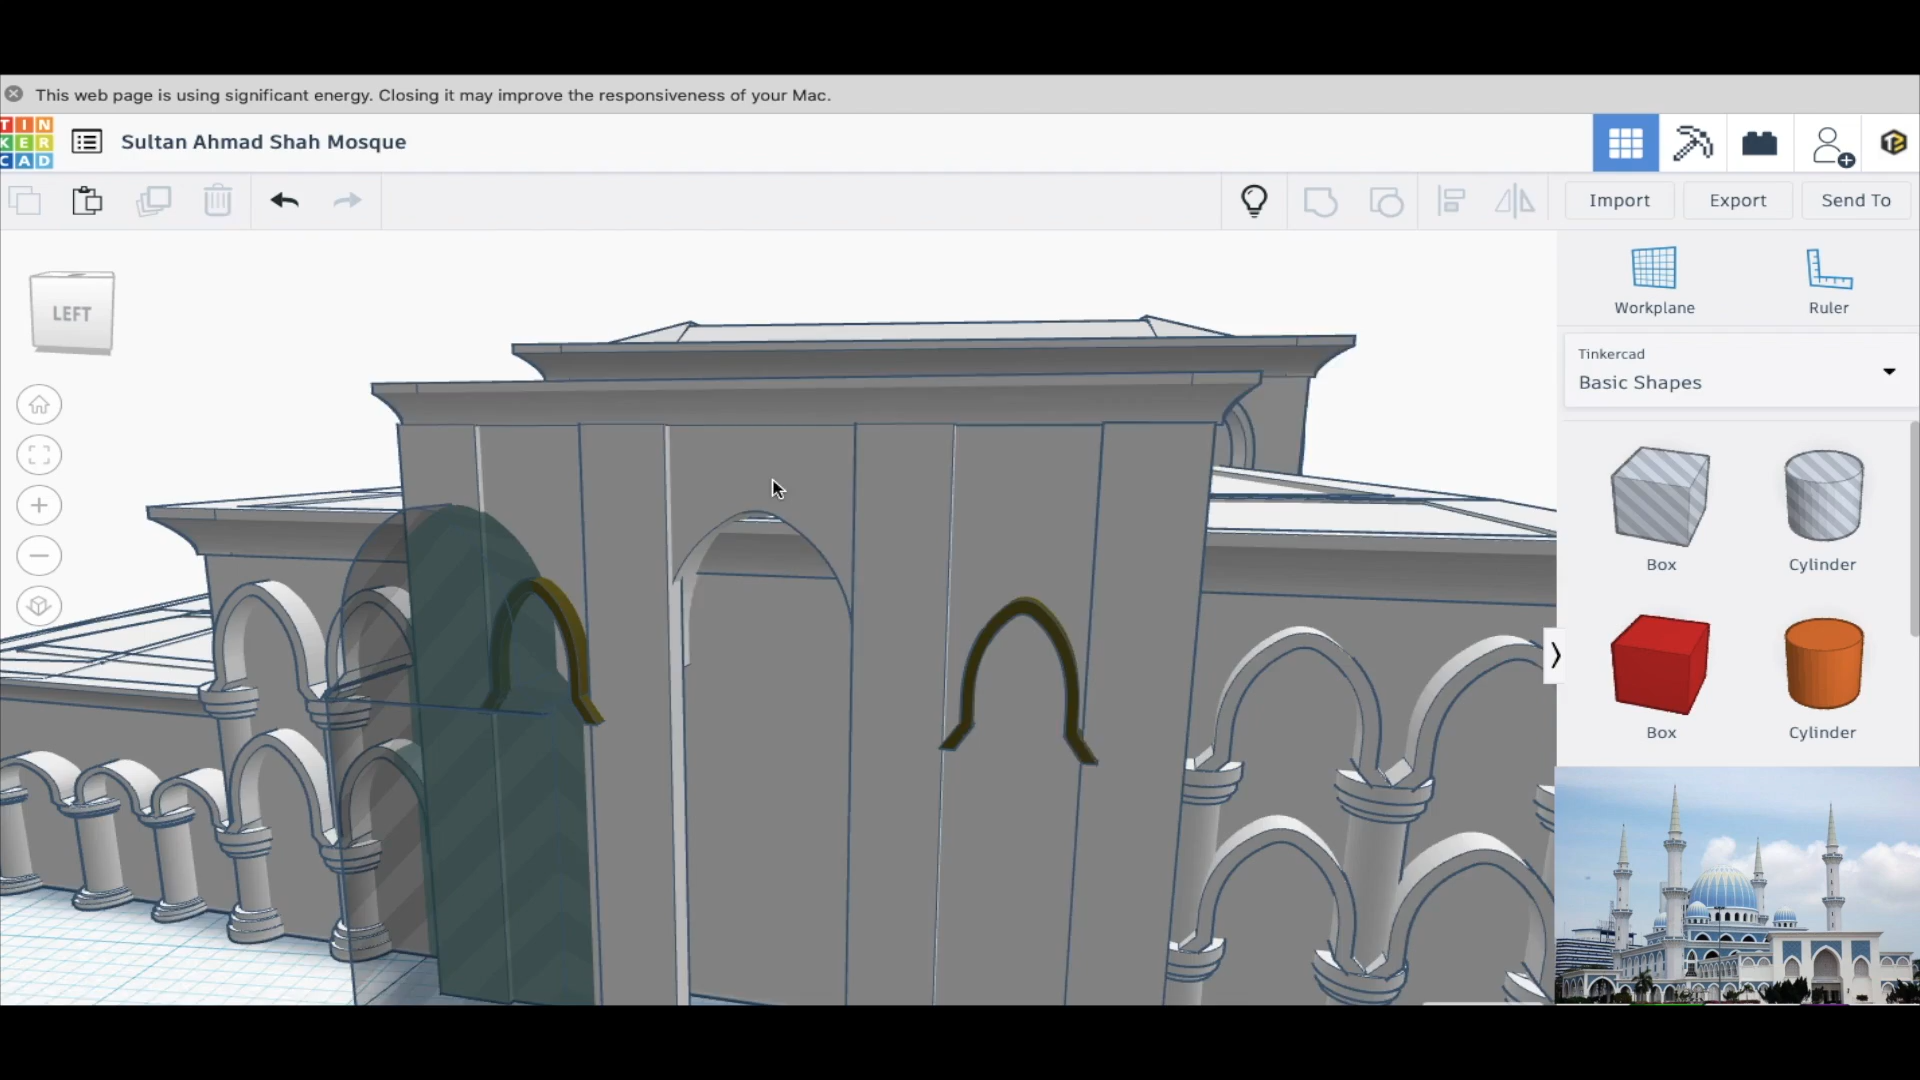 This web page is using significant energy. Closing it may improve the responsiveness of your Mac.
TIN
KER
CAD
Sultan Ahmad Shah Mosque
Import
Export
Send To
LEFT
Workplane
Ruler
Tinkercad
Basic Shapes
Box
Cylinder
Box
Cylinder